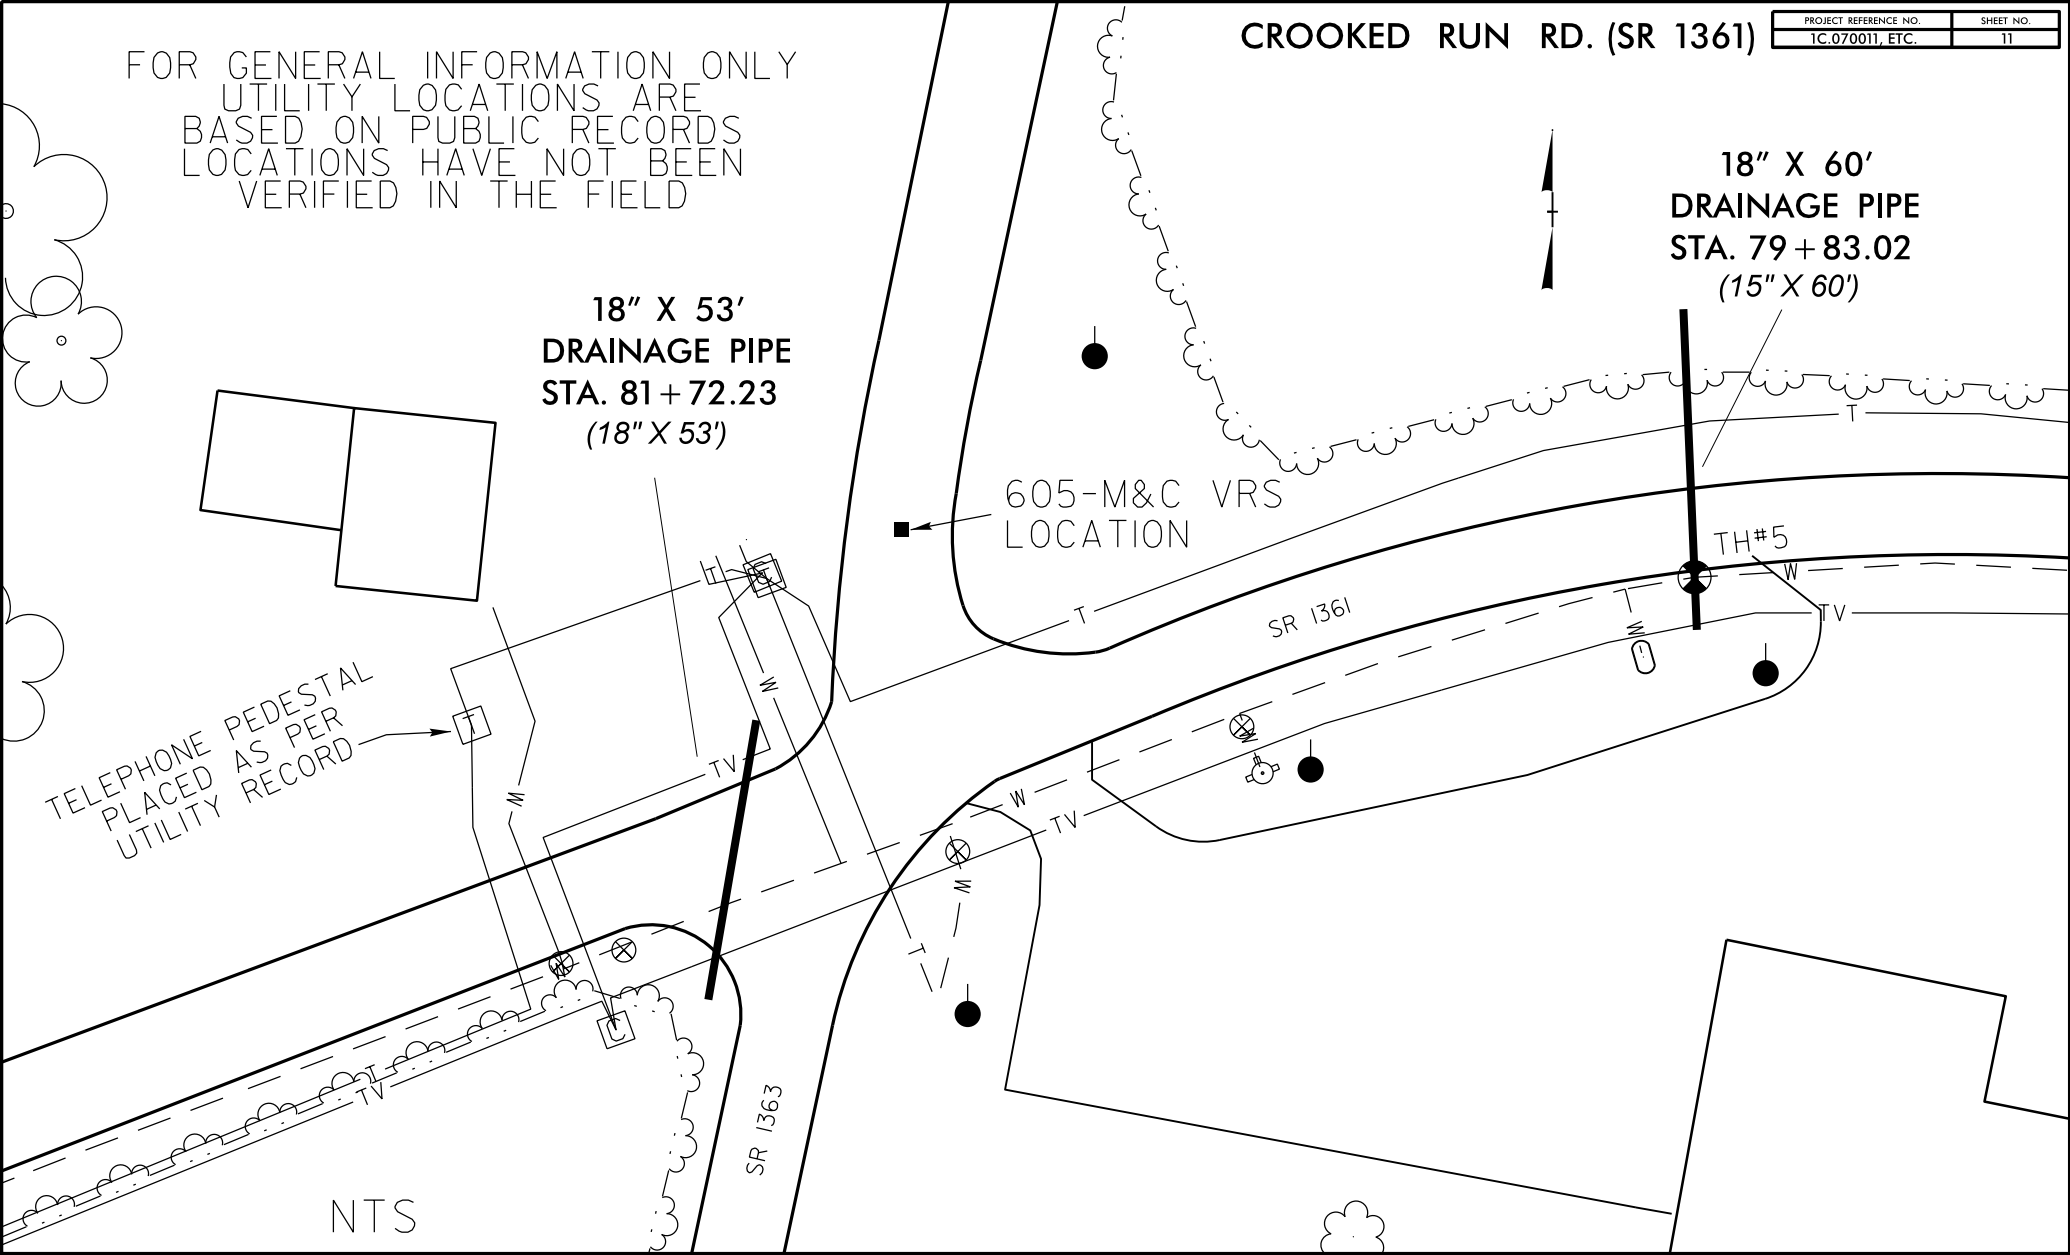 CROOKED RUN RD. (SR 1361)
PROJECT REFERENCE NO.
SHEET NO.
1C.070011, ETC.
11
FOR GENERAL INFORMATION ONLY
UTILITY LOCATIONS ARE
BASED ON PUBLIC RECORDS
LOCATIONS HAVE NOT BEEN
VERIFIED IN THE FIELD
18" X 60'
DRAINAGE PIPE
STA. 79+83.02
(15" X 60')
18" X 53'
DRAINAGE PIPE
STA. 81+72.23
(18" X 53')
T
605-M&C VRS
LOCATION
TH#5
T
C
W
T
SR 1361
TV
W
W
TELEPHONE PEDESTAL
PLACED AS PER
UTILITY RECORD
T
W
TV
W
W
TV
W
T
W
C
T
TV
SR 1363
NTS